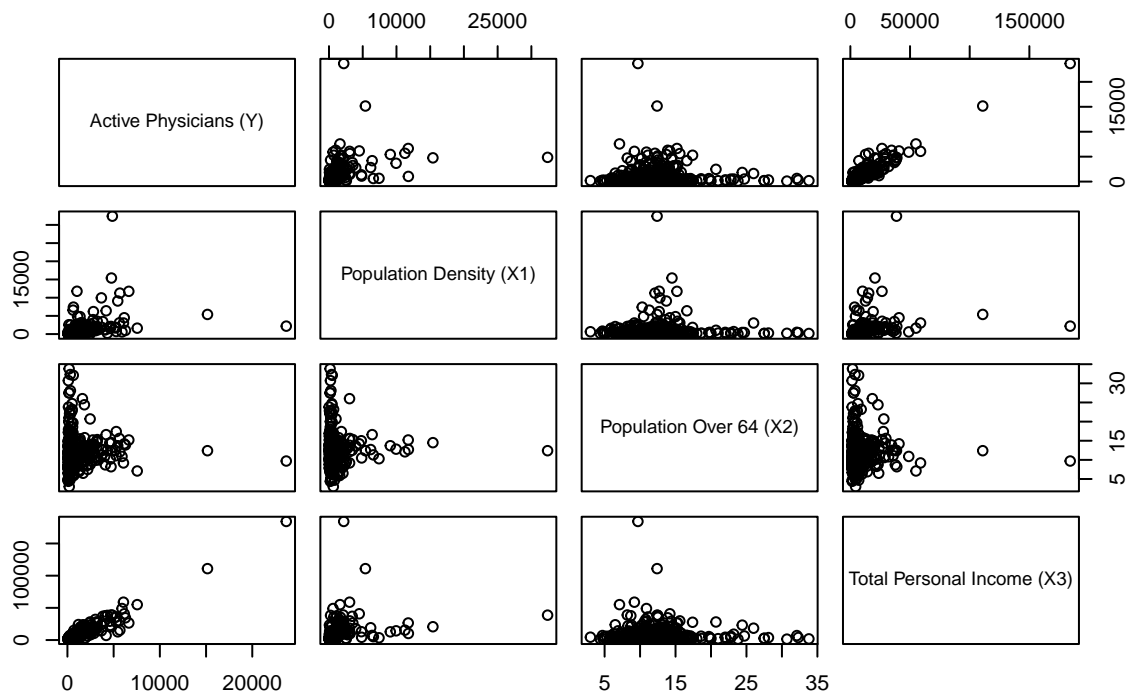 0 10000 25000
0 50000 150000
Active Physicians (Y)
0 15000
0 15000
Population Density (X1)
Population Over 64 (X2)
5 15 30
0 100000
Total Personal Income (X3)
0 10000 20000
5 15 25 35